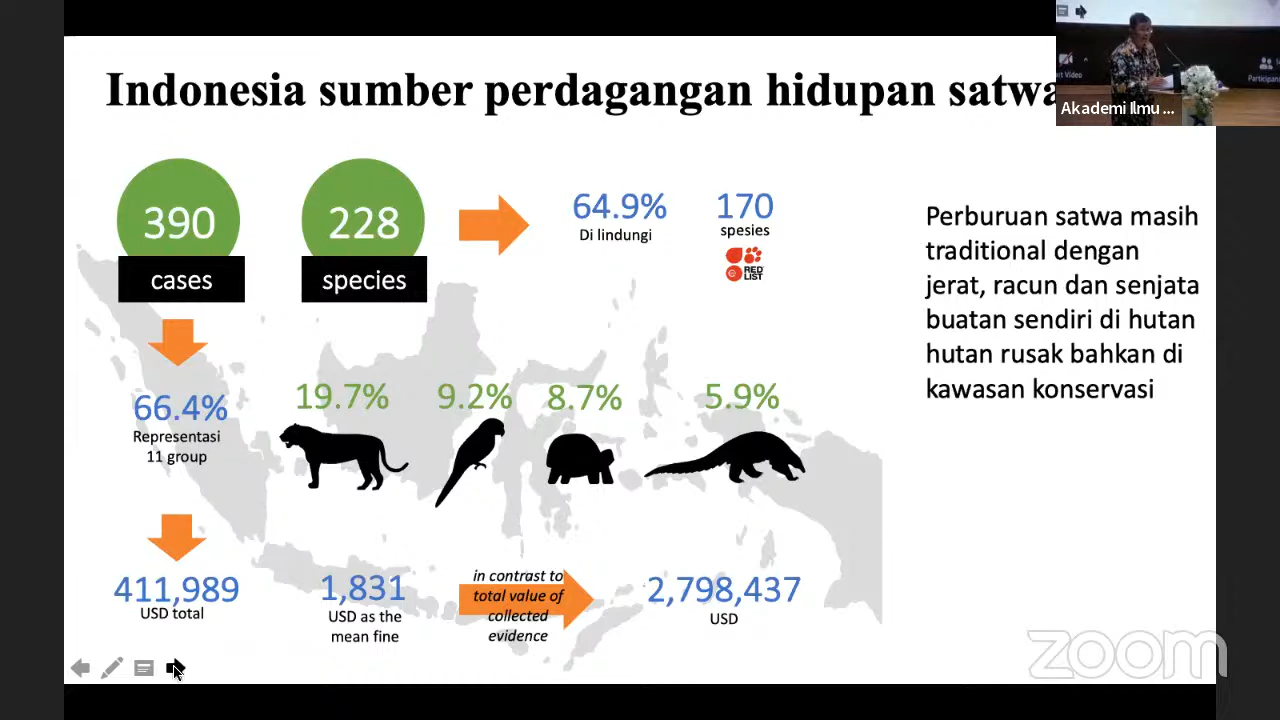 Indonesia sumber perdagangan hidupan satwa
Akademi Ilmu ...
rt Video
Participan
390
cases
228
species
64.9%
Di lindungi
170
spesies
RED
LIST
Perburuan satwa masih
traditional dengan
jerat, racun dan senjata
buatan sendiri di hutan
hutan rusak bahkan di
kawasan konservasi
66.4%
Representasi
11 group
19.7%
9.2%
8.7%
5.9%
411,989
USD total
1,831
USD as the
mean fine
in contrast to
total value of
collected
evidence
2,798,437
USD
zoom